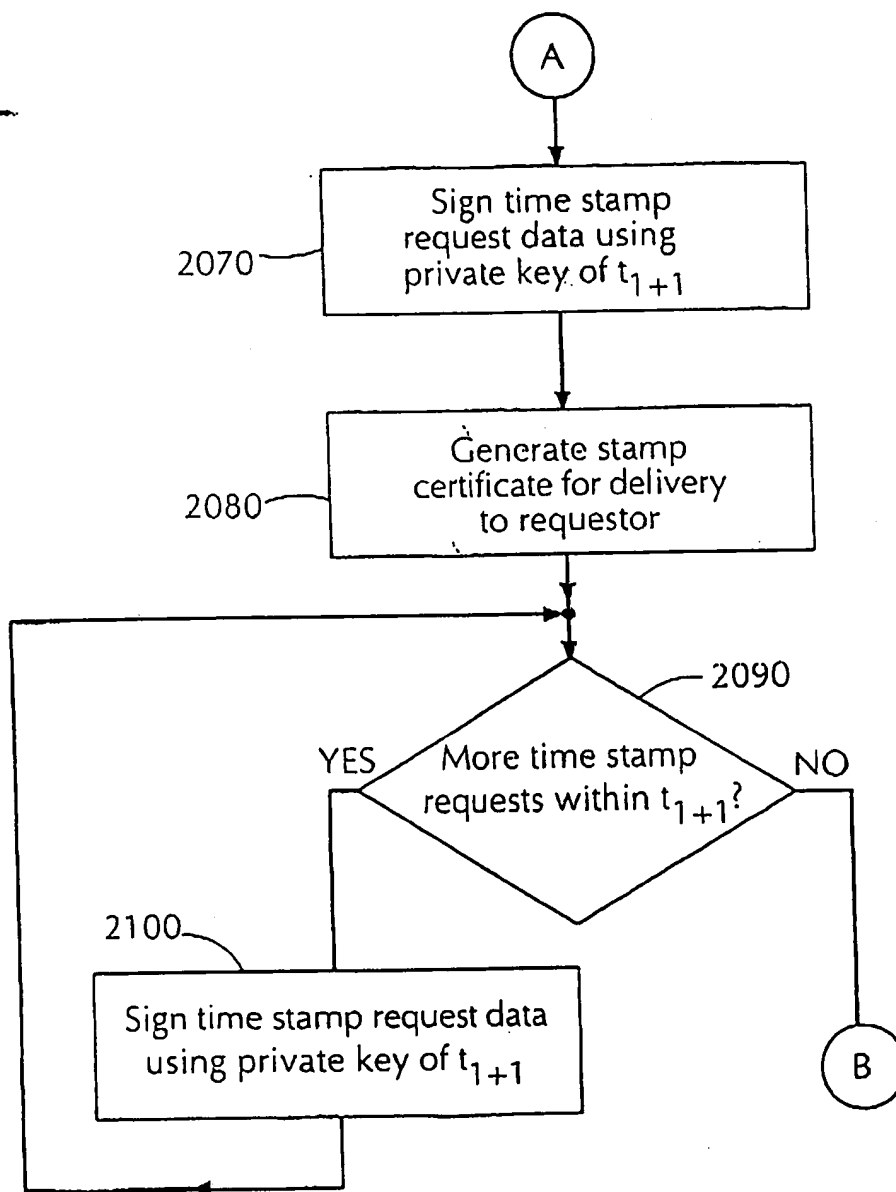 A
Sign time stamp
request data using
private key of t1+1
2070
Generate stamp
certificate for delivery
to requestor
2080
2090
YES
More time stamp
requests within t1+1?
NO
2100
Sign time stamp request data
using private key of t1+1
B